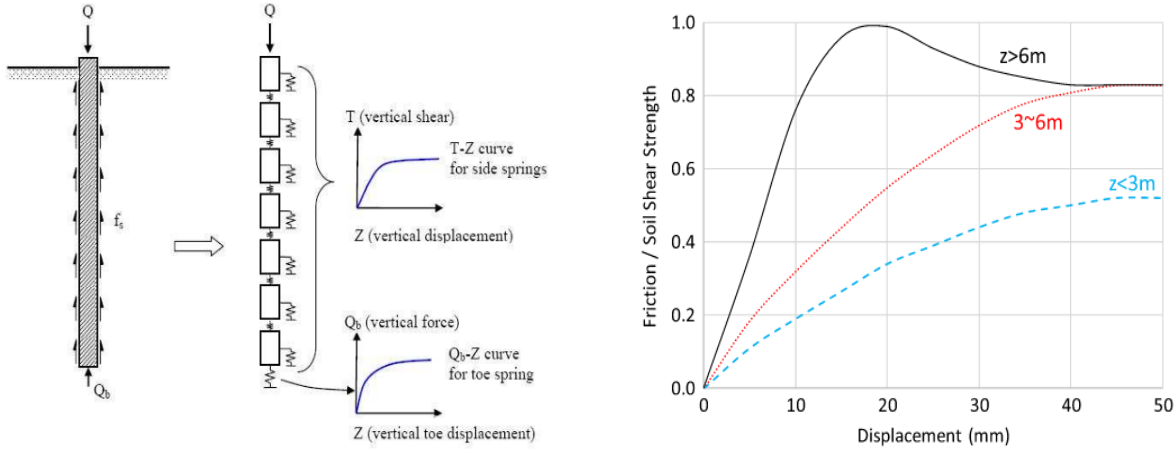 Q
f_s
Q_b
Q
T (vertical shear)
T-Z curve
for side springs
Z (vertical displacement)
Q_b (vertical force)
Q_b-Z curve
for toe spring
Z (vertical toe displacement)
Friction / Soil Shear Strength
1.0
0.8
0.6
0.4
0.2
0.0
z>6m
3~6m
z<3m
0 10 20 30 40 50
Displacement (mm)